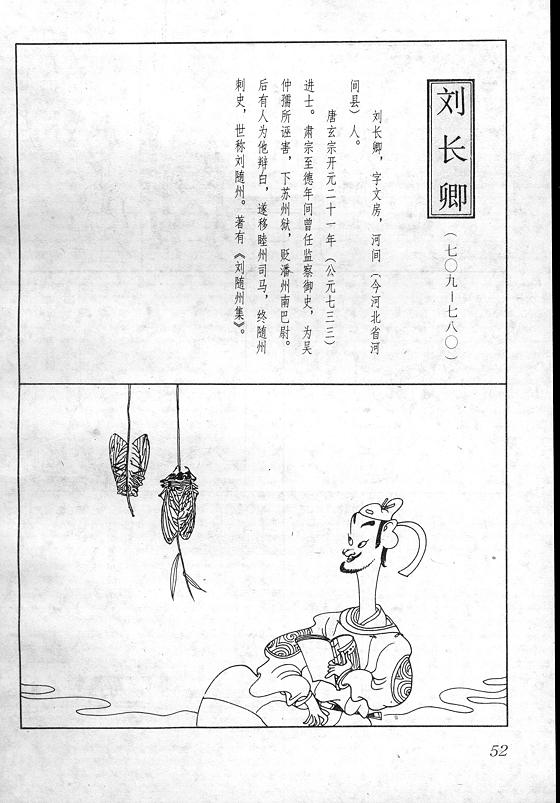 刘长卿
（七〇九—七八〇）
刘长卿，字文房，河间（今河北省河
间县）人。
唐玄宗开元二十一年（公元七三三）
进士。肃宗至德年间曾任监察御史，为吴
仲孺所诬害，下苏州狱，贬潘州南巴尉。
后有人为他辩白，遂移睦州司马，终随州
刺史，世称刘随州。著有《刘随州集》。
52